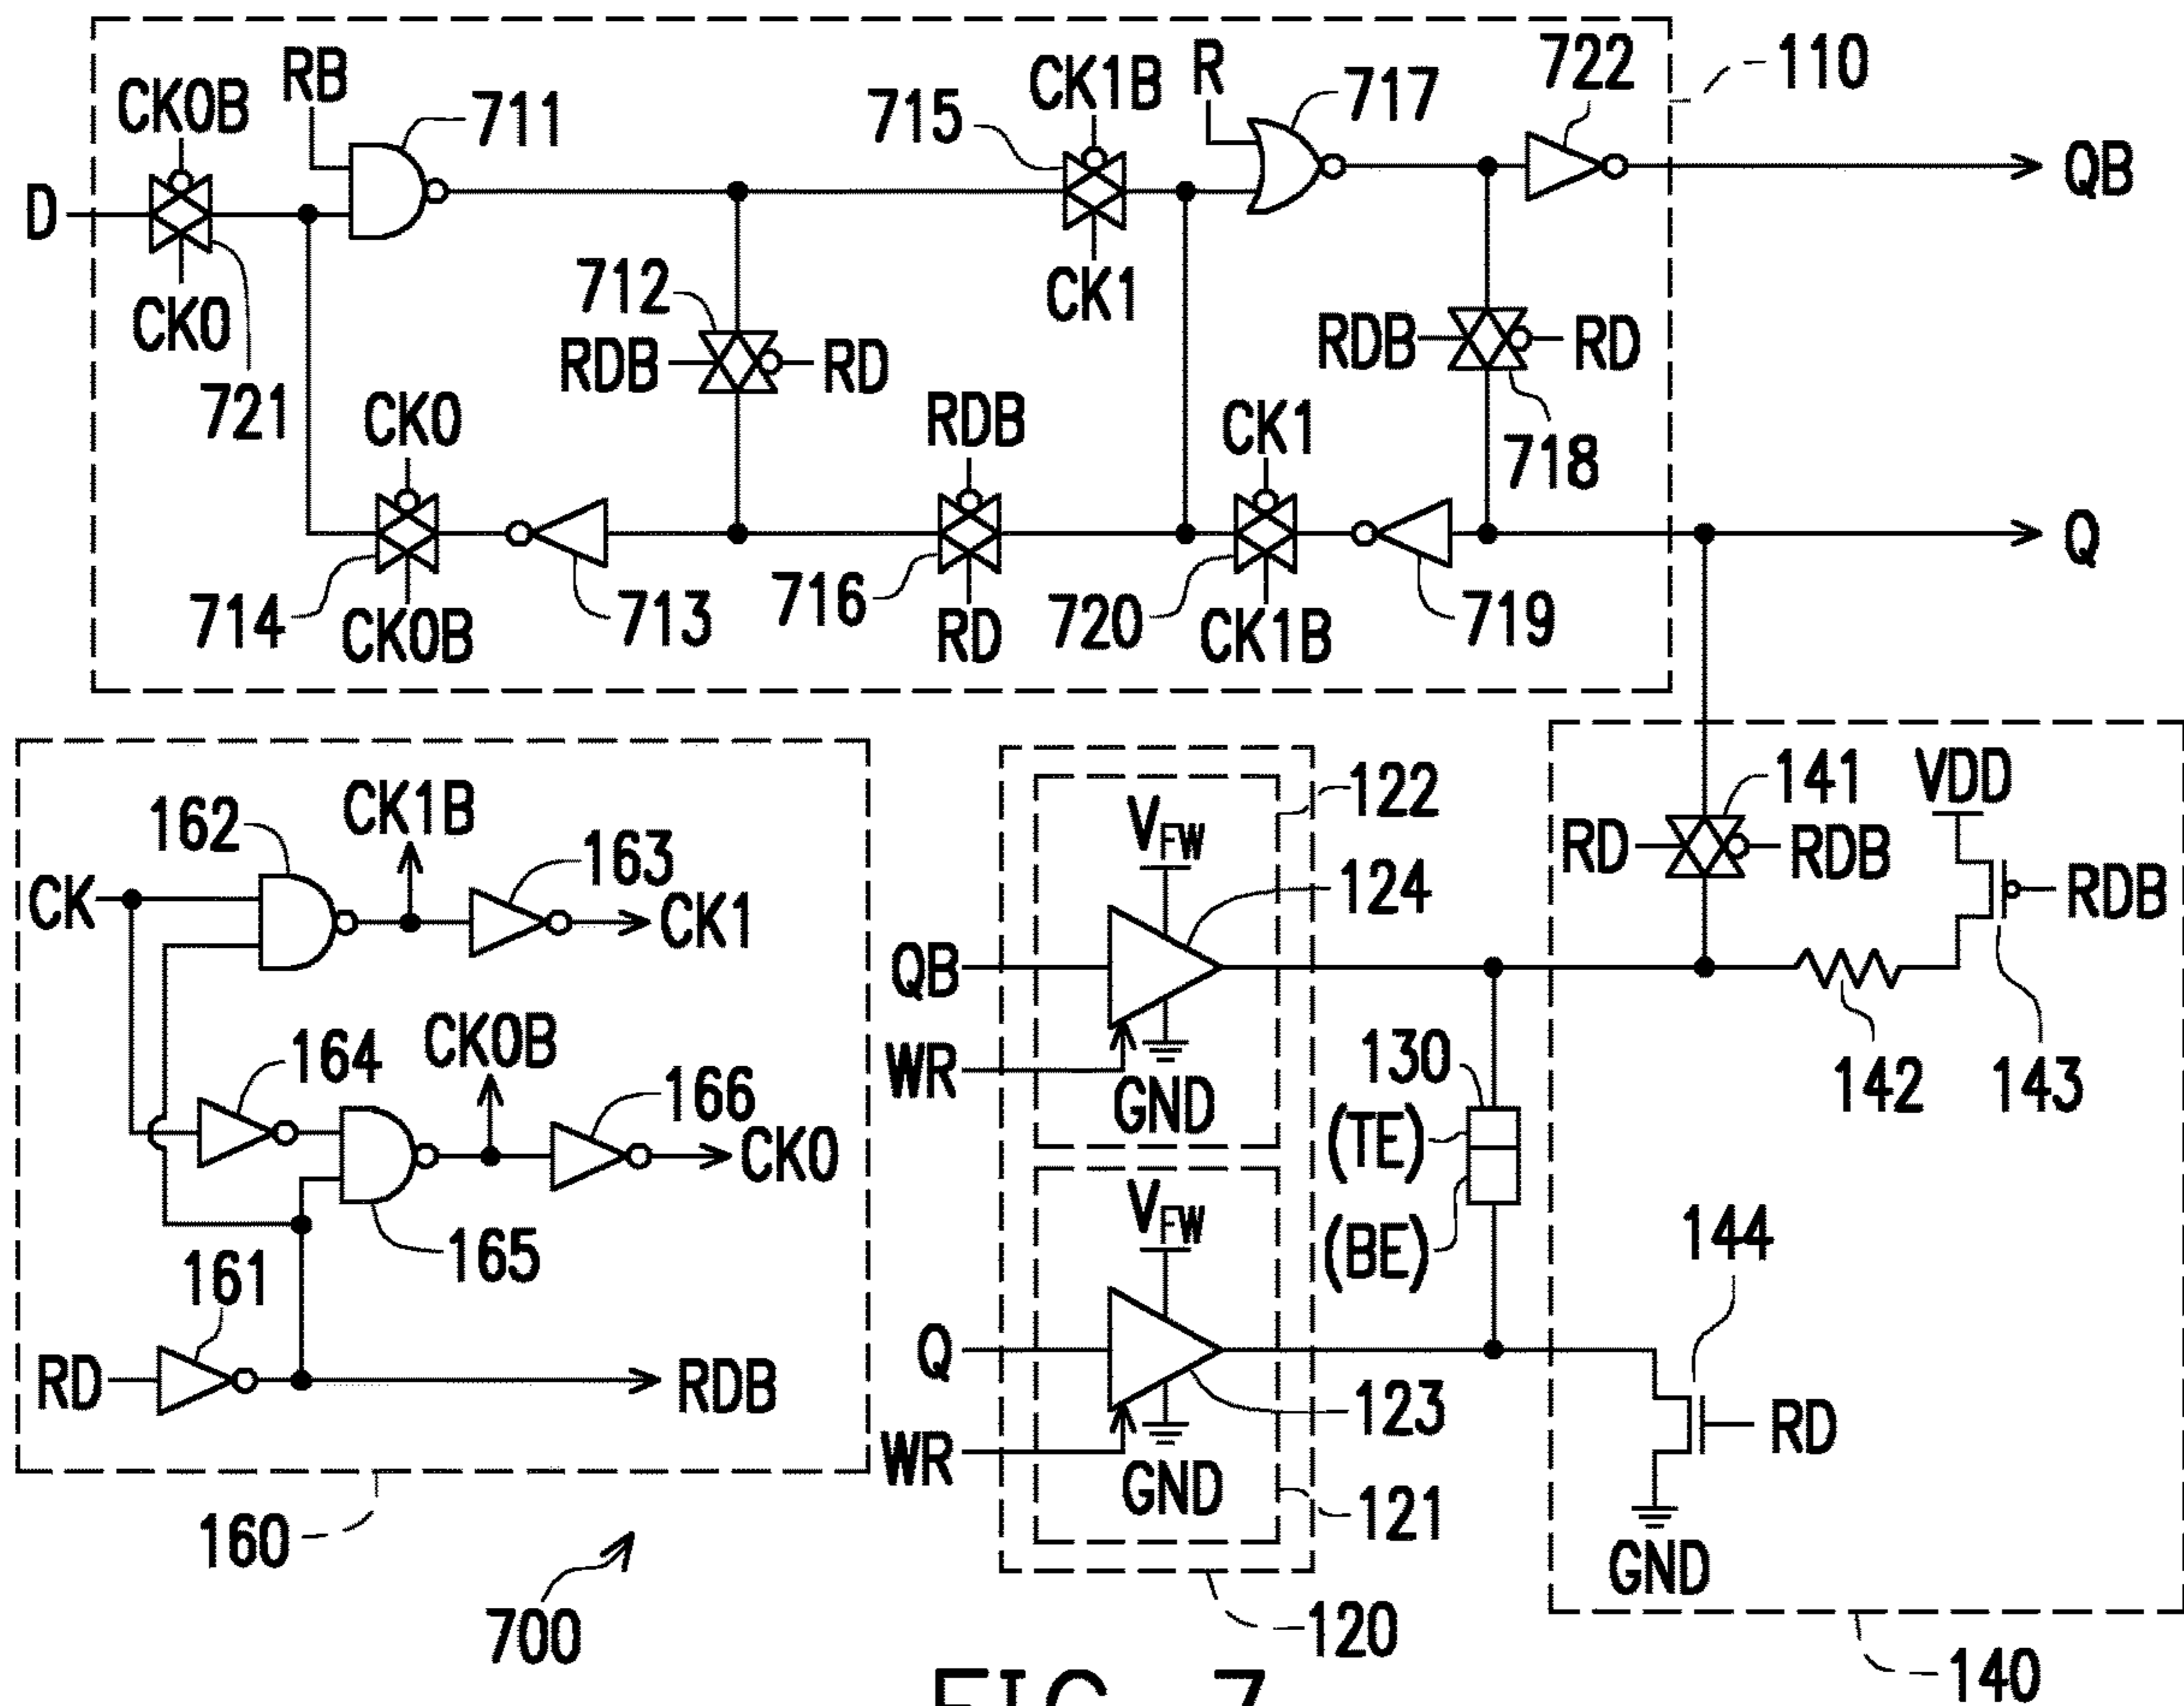 CK0B
RB
711
715
CK1B
R
717
722
110
D
QB
CK0
721
712
RDB
RD
CK1
RDB
RD
718
CK0
RDB
CK1
Q
714
CK0B
713
716
RD
720
CK1B
719
162
CK1B
163
CK
CK1
164
CK0B
166
CK0
165
161
RD
RDB
160
700
122
VFW
124
QB
WR
GND
130
(TE)
(BE)
VFW
Q
123
WR
GND
121
120
141
VDD
RD
RDB
RDB
142
143
144
RD
GND
140
FIG. 7